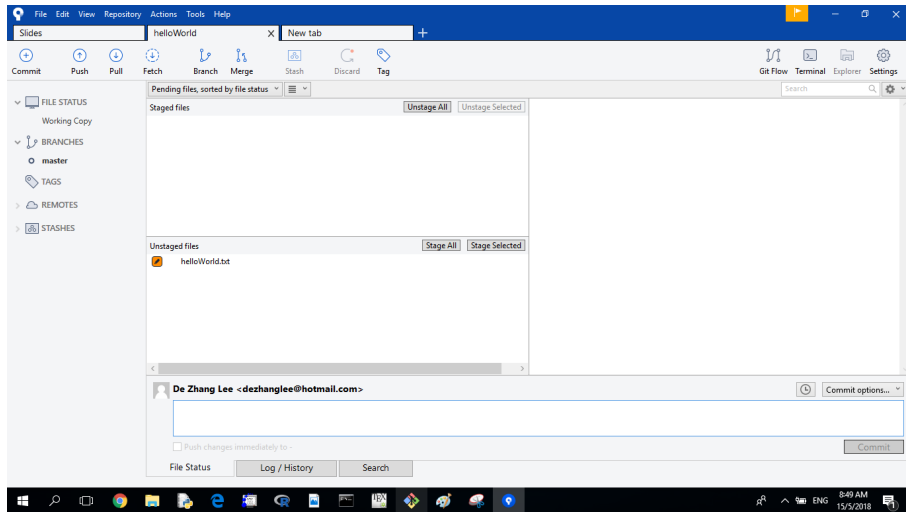 File Edit View Repository Actions Tools Help
Slides helloWorld New tab
Commit Push Pull Fetch Branch Merge Stash Discard Tag Git Flow Terminal Explorer Settings
Pending files, sorted by file status Search
FILE STATUS
Working Copy
BRANCHES
master
TAGS
REMOTES
STASHES
Staged files Unstage All Unstage Selected
Unstaged files Stage All Stage Selected
helloWorld.txt
De Zhang Lee <dezhanglee@hotmail.com> Commit options...
Push changes immediately to -
Commit
File Status Log / History Search
ENG 8:49 AM
15/5/2018